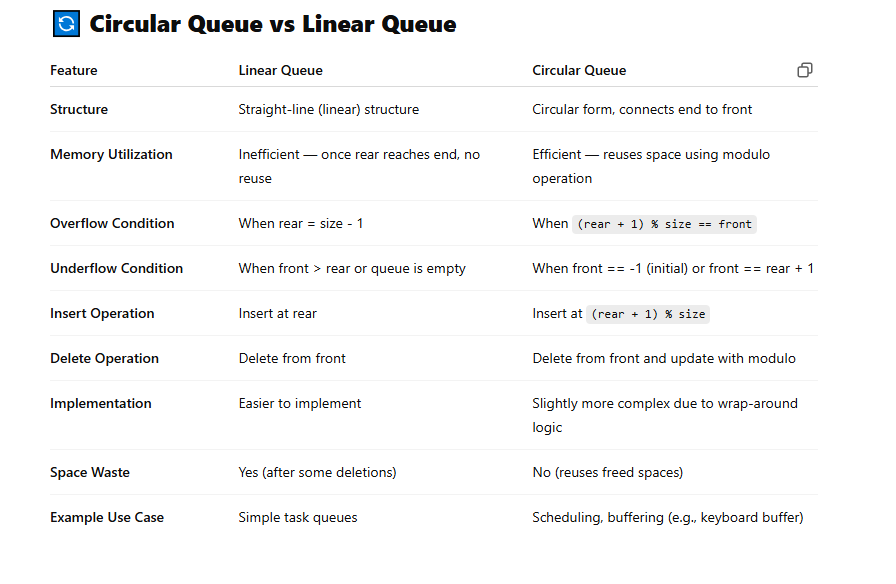 🔄 Circular Queue vs Linear Queue
Feature Linear Queue Circular Queue
Structure Straight-line (linear) structure Circular form, connects end to front
Memory Utilization Inefficient — once rear reaches end, no reuse Efficient — reuses space using modulo operation
Overflow Condition When rear = size - 1 When (rear + 1) % size == front
Underflow Condition When front > rear or queue is empty When front == -1 (initial) or front == rear + 1
Insert Operation Insert at rear Insert at (rear + 1) % size
Delete Operation Delete from front Delete from front and update with modulo
Implementation Easier to implement Slightly more complex due to wrap-around logic
Space Waste Yes (after some deletions) No (reuses freed spaces)
Example Use Case Simple task queues Scheduling, buffering (e.g., keyboard buffer)